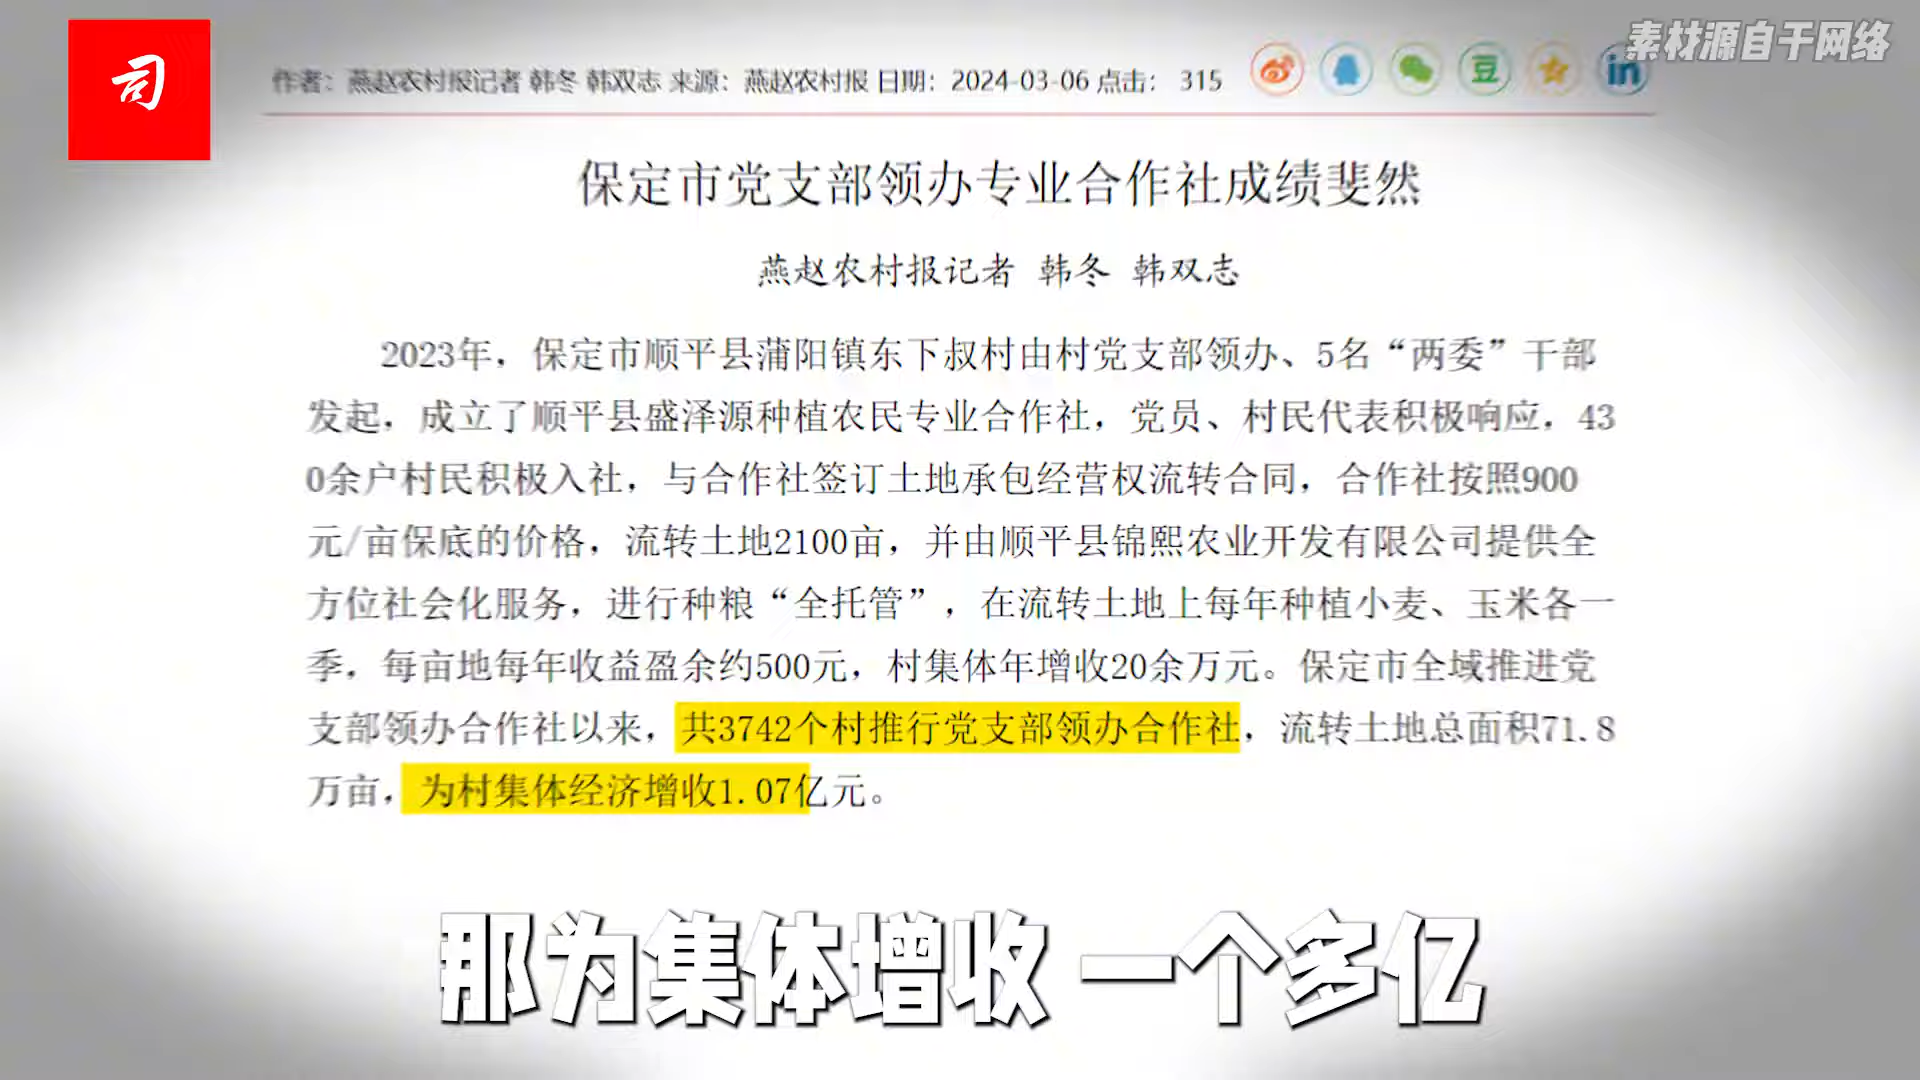 司
素材源自于网络
作者：燕赵农村报记者 韩冬 韩双志 来源：燕赵农村报 日期：2024-03-06 点击： 315
豆 in
保定市党支部领办专业合作社成绩斐然
燕赵农村报记者 韩冬 韩双志
2023年，保定市顺平县蒲阳镇东下叔村由村党支部领办、5名“两委”干部
发起，成立了顺平县盛泽源种植农民专业合作社，党员、村民代表积极响应，43
0余户村民积极入社，与合作社签订土地承包经营权流转合同，合作社按照900
元/亩保底的价格，流转土地2100亩，并由顺平县锦熙农业开发有限公司提供全
方位社会化服务，进行种粮“全托管”，在流转土地上每年种植小麦、玉米各一
季，每亩地每年收益盈余约500元，村集体年增收20余万元。保定市全域推进党
支部领办合作社以来，共3742个村推行党支部领办合作社，流转土地总面积71.8
万亩，为村集体经济增收1.07亿元。
那为集体增收 一个多亿